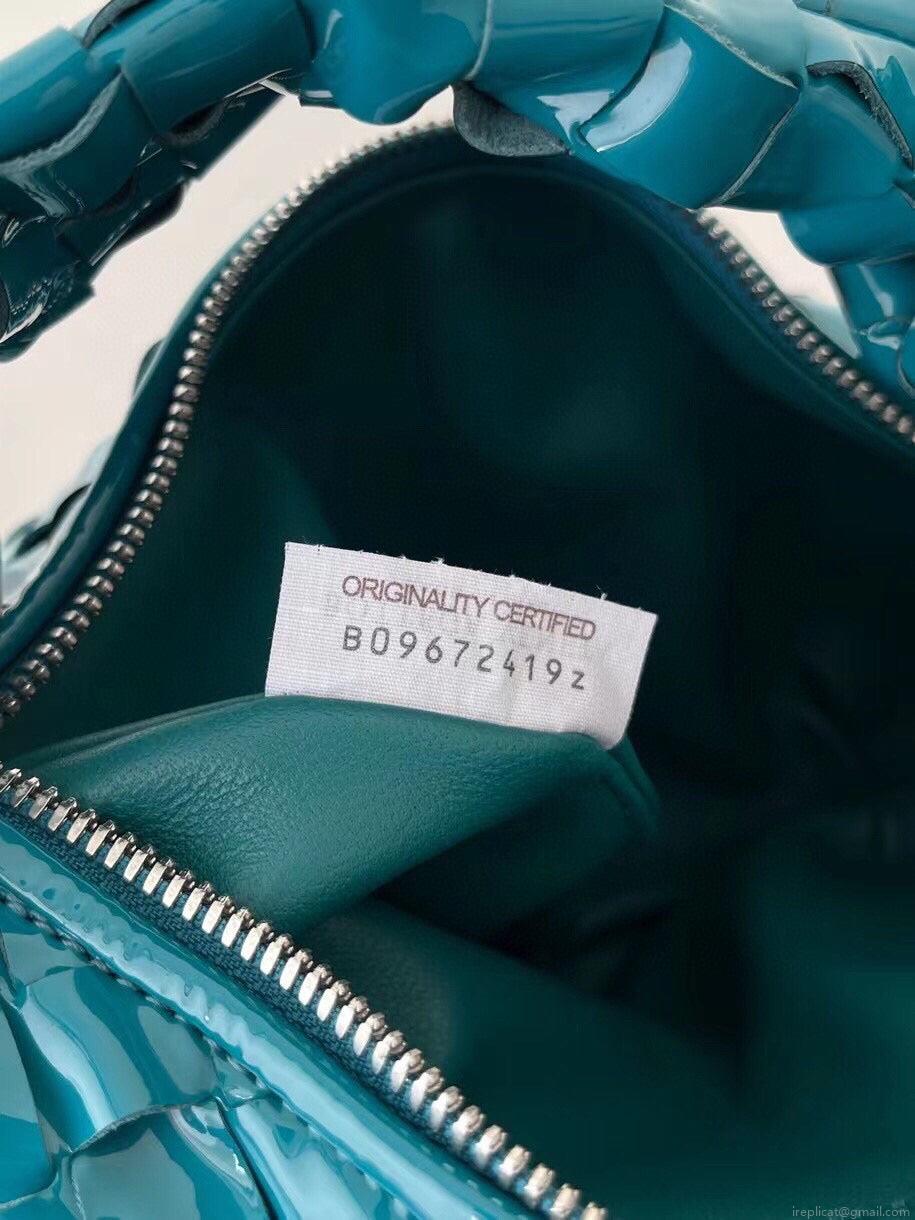 ORIGINALITY CERTIFIED
B09672419z
ireplicat@gmail.com